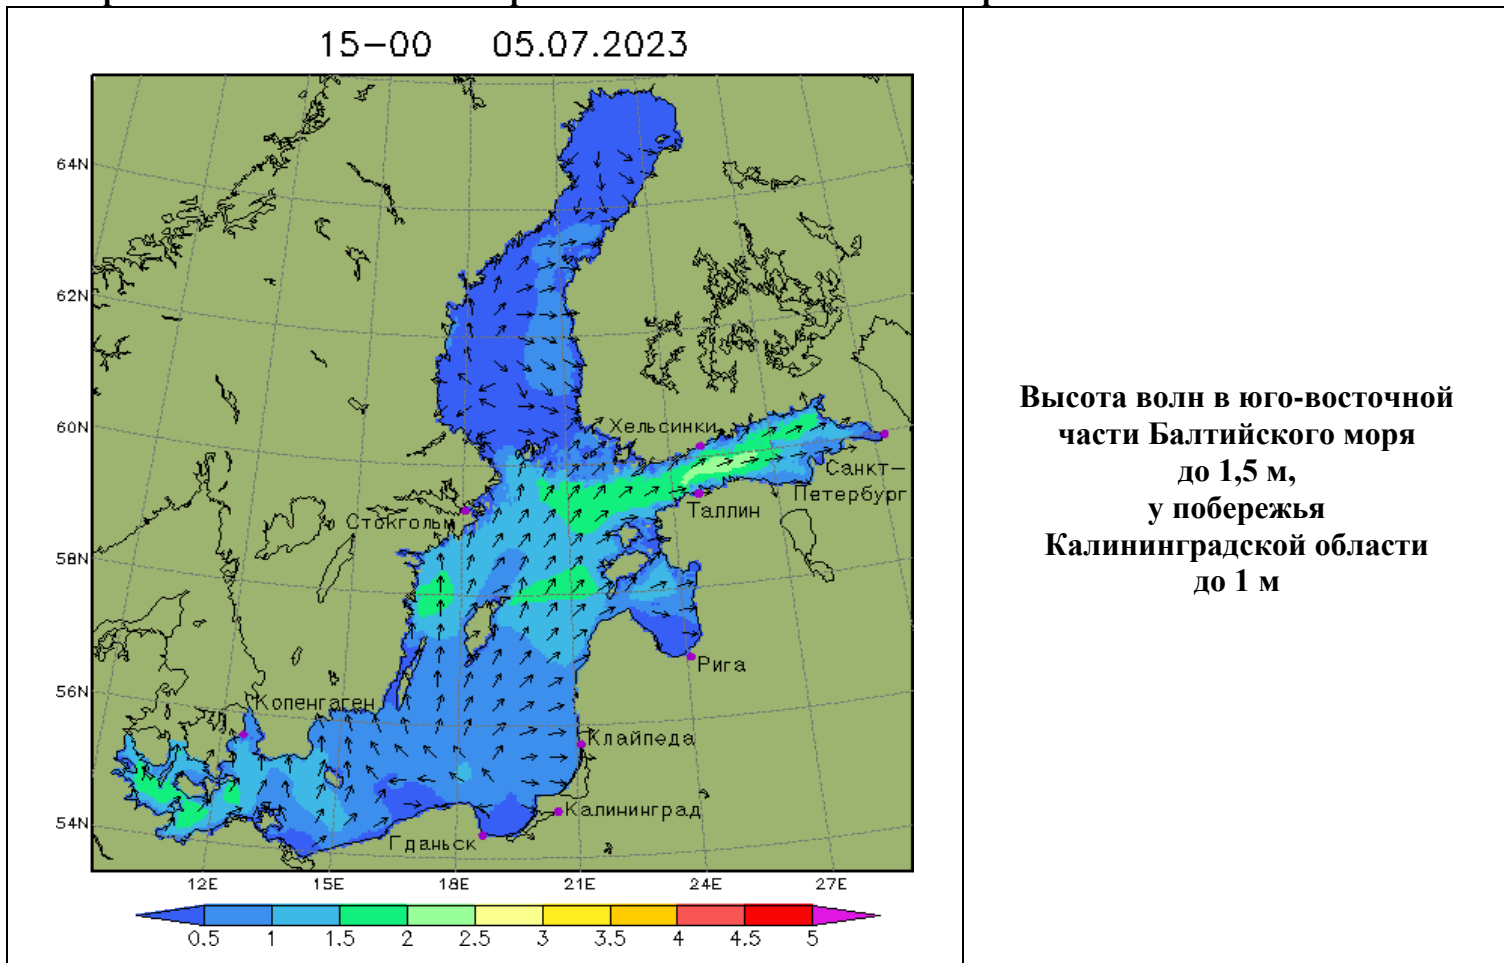 15-00 05.07.2023
64N
62N
60N
58N
56N
54N
Хельсинки
Санкт-
Петербург
Таллин
Стокгольм
Рига
Копенгаген
Клайпеда
Калининград
Гданьск
12E 15E 18E 21E 24E 27E
0.5 1 1.5 2 2.5 3 3.5 4 4.5 5
Высота волн в юго-восточной
части Балтийского моря
до 1,5 м,
у побережья
Калининградской области
до 1 м